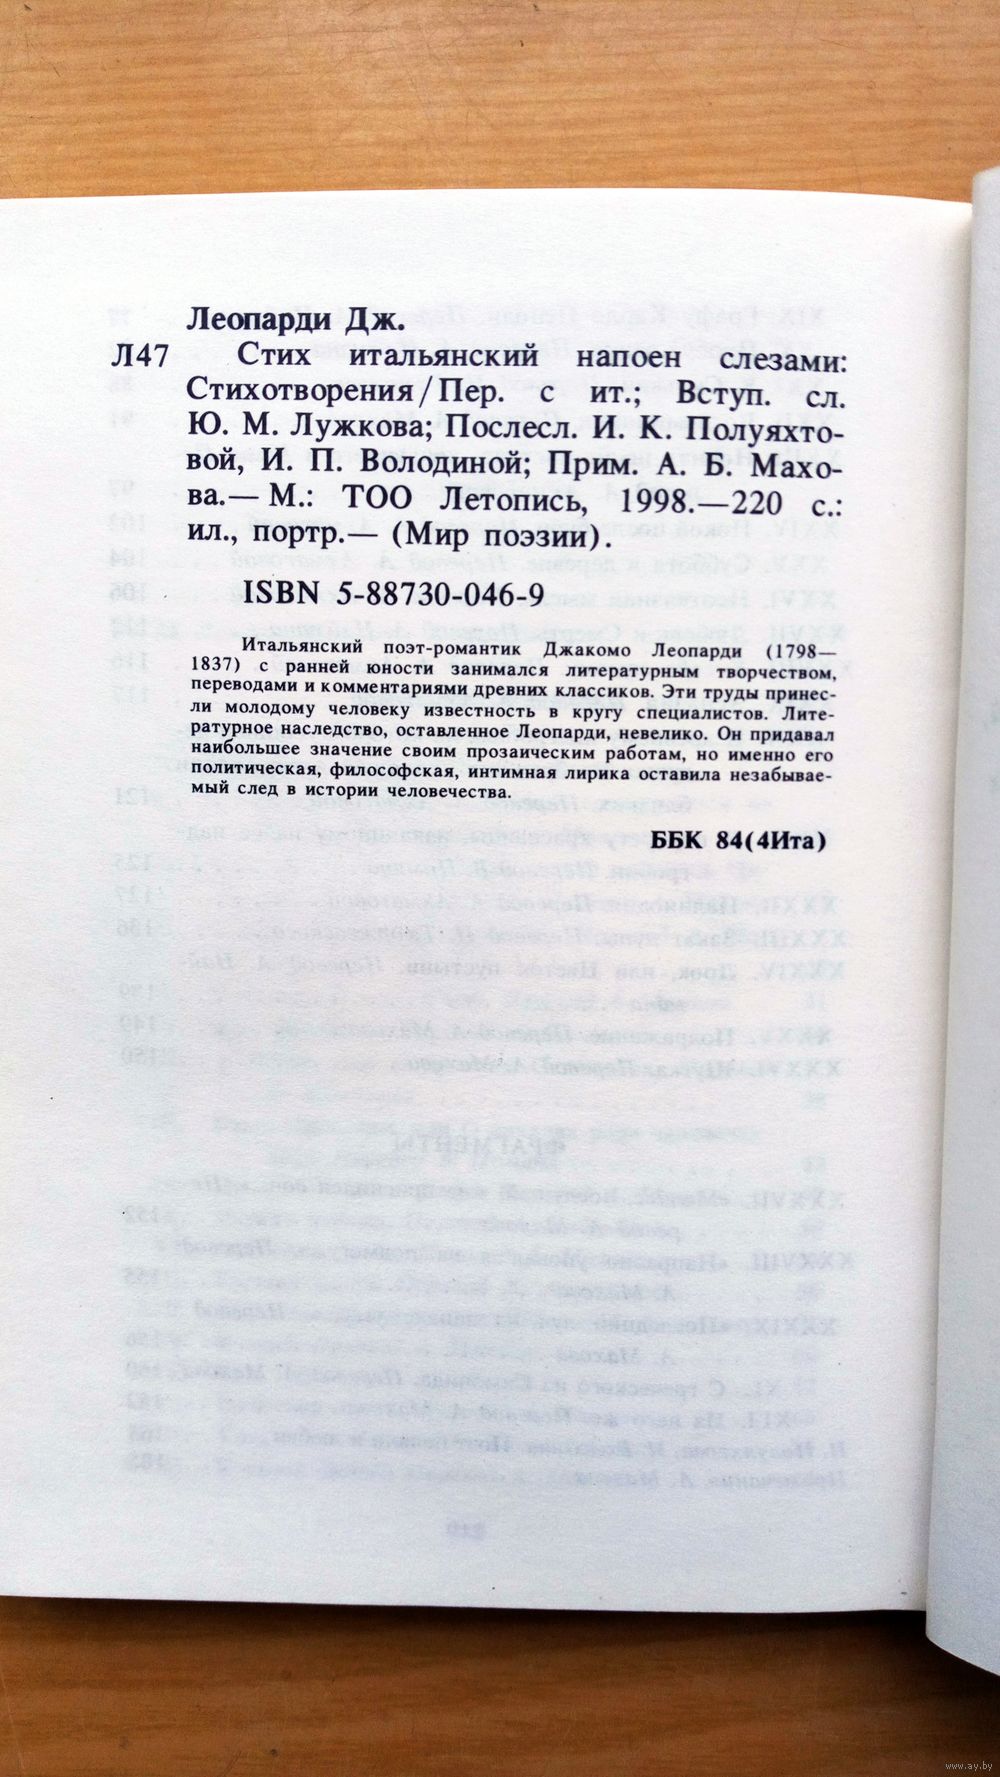 Леопарди Дж.
Л47 Стих итальянский напоен слезами:
Стихотворения/Пер. с ит.; Вступ. сл.
Ю. М. Лужкова; Послесл. И. К. Полуяхто-
вой, И. П. Володиной; Прим. А. Б. Махо-
ва.— М.: ТОО Летопись, 1998.—220 с.:
ил., портр.— (Мир поэзии).
ISBN 5-88730-046-9
Итальянский поэт-романтик Джакомо Леопарди (1798—
1837) с ранней юности занимался литературным творчеством,
переводами и комментариями древних классиков. Эти труды принес-
ли молодому человеку известность в кругу специалистов. Лите-
ратурное наследство, оставленное Леопарди, невелико. Он придавал
наибольшее значение своим прозаическим работам, но именно его
политическая, философская, интимная лирика оставила незабывае-
мый след в истории человечества.
ББК 84(4Ита)
www.ay.by